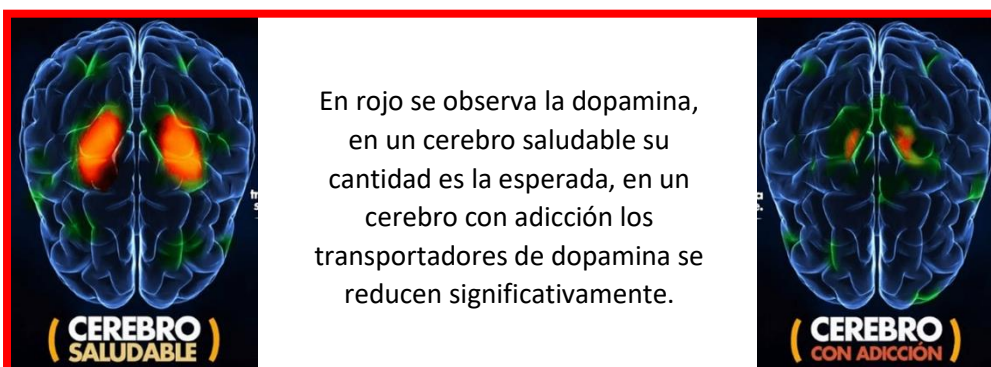 En rojo se observa la dopamina,
en un cerebro saludable su
cantidad es la esperada, en un
cerebro con adicción los
transportadores de dopamina se
reducen significativamente.
CEREBRO
SALUDABLE
CEREBRO
CON ADICCIÓN